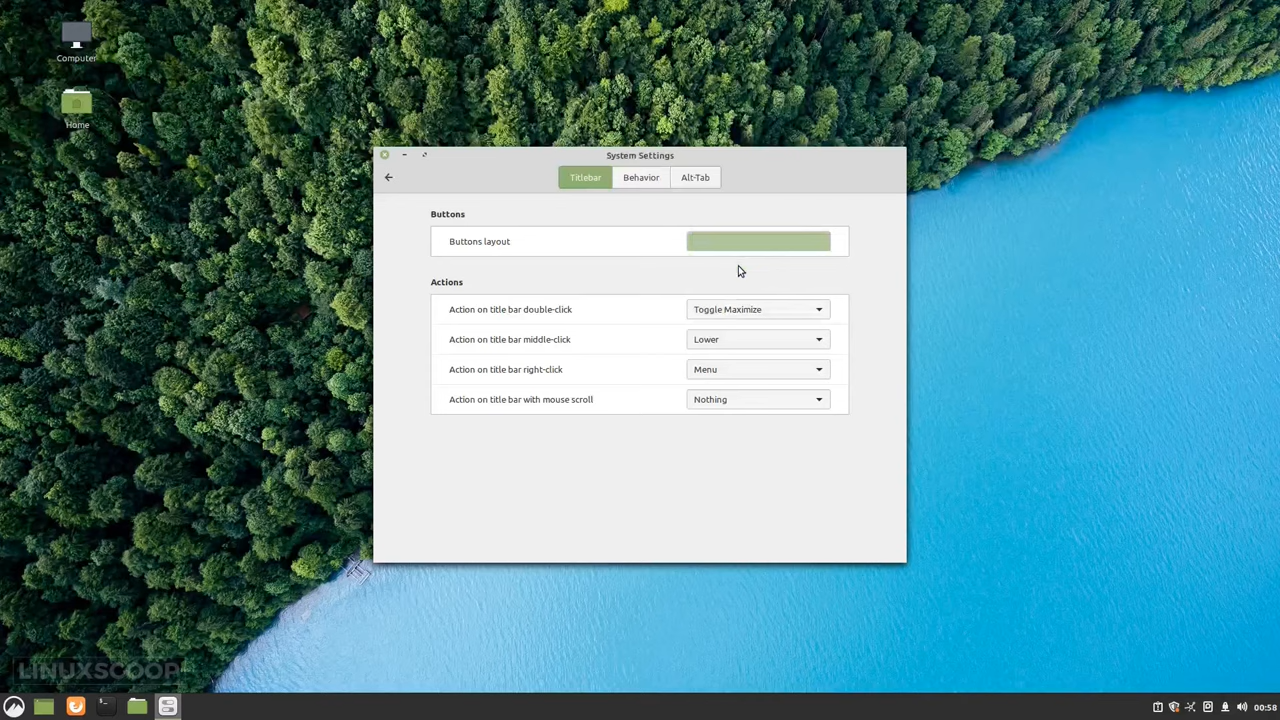 Computer
Home
System Settings
Titlebar
Behavior
Alt-Tab
Buttons
Buttons layout
Actions
Action on title bar double-click
Toggle Maximize
Action on title bar middle-click
Lower
Action on title bar right-click
Menu
Action on title bar with mouse scroll
Nothing
LINUXSCOOP
00:58